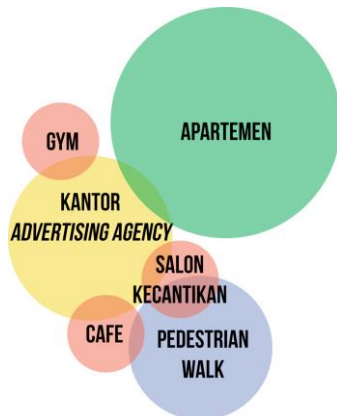 APARTEMEN
GYM
KANTOR
ADVERTISING AGENCY
SALON
KECANTIKAN
CAFE
PEDESTRIAN
WALK